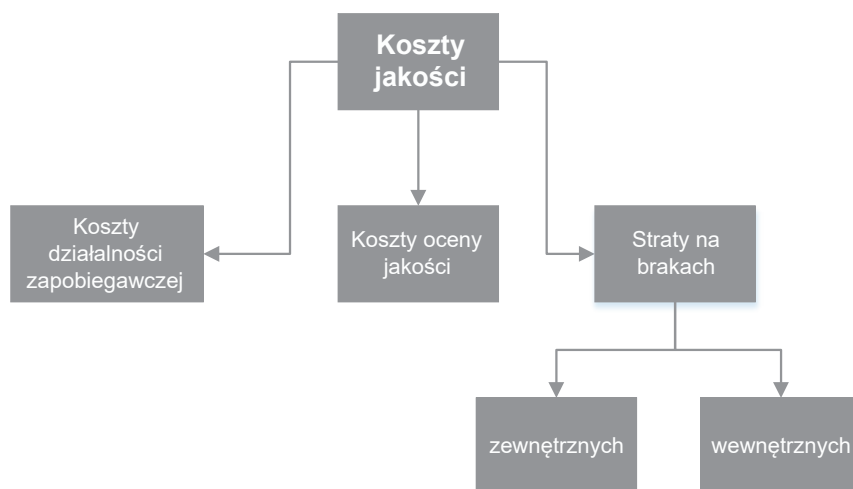 Koszty
jakości
Koszty
działalności
zapobiegawczej
Koszty oceny
jakości
Straty na
brakach
zewnętrznych
wewnętrznych